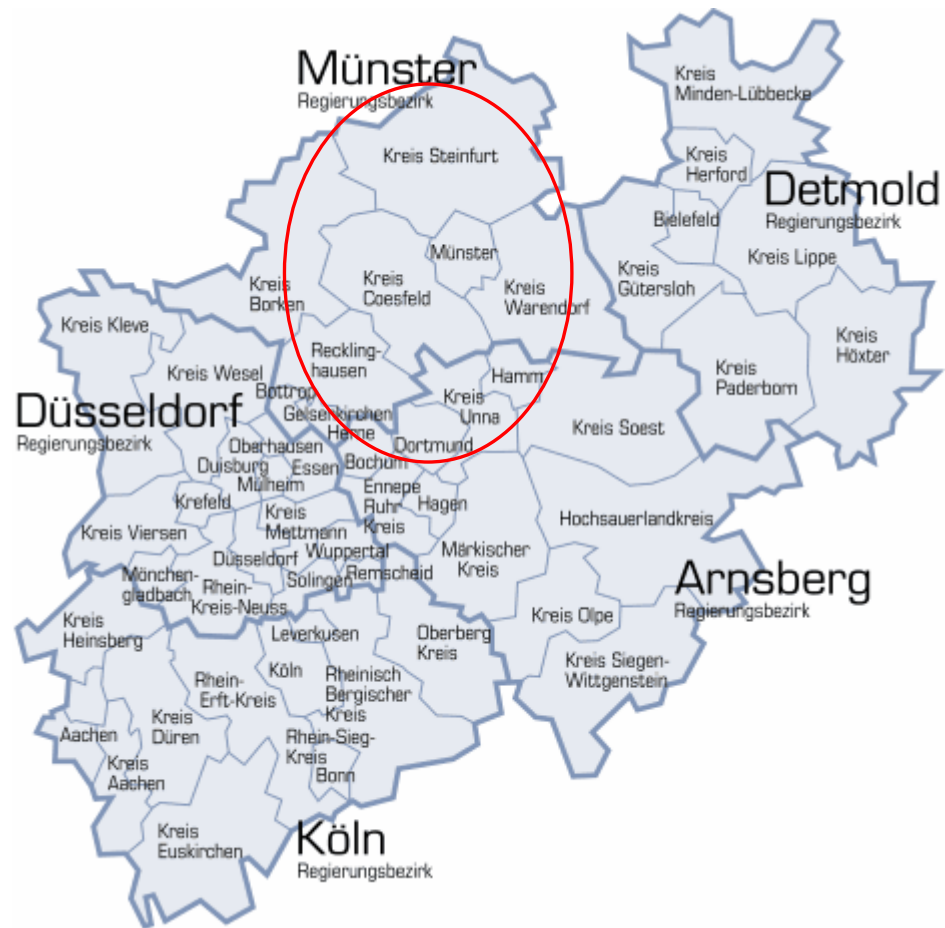 Münster
Regierungsbezirk
Kreis
Minden-Lübbecke
Kreis Steinfurt
Kreis
Herford
Detmold
Regierungsbezirk
Bielefeld
Münster
Kreis Lippe
Kreis
Gütersloh
Kreis
Coesfeld
Kreis
Borken
Kreis
Warendorf
Kreis Kleve
Kreis
Höxter
Reckling-
hausen
Kreis
Paderborn
Kreis Wesel
Hamm
Bottrop
Kreis
Unna
Düsseldorf
Regierungsbezirk
Gelsenkirchen
Herne
Kreis Soest
Oberhausen
Dortmund
Duisburg
Essen
Bochum
Mülheim
Krefeld
Ennepe
Ruhr
Kreis
Hagen
Kreis
Mettmann
Hochsauerlandkreis
Kreis Viersen
Wuppertal
Düsseldorf
Märkischer
Kreis
Mönchen-
gladbach
Solingen
Remscheid
Rhein-
Kreis-Neuss
Arnsberg
Regierungsbezirk
Kreis
Heinsberg
Kreis Olpe
Leverkusen
Oberberg
Kreis
Kreis Siegen-
Wittgenstein
Köln
Rheinisch
Bergischer
Kreis
Rhein-
Erft-Kreis
Kreis
Düren
Aachen
Rhein-Sieg-
Kreis
Kreis
Aachen
Bonn
Kreis
Euskirchen
Köln
Regierungsbezirk